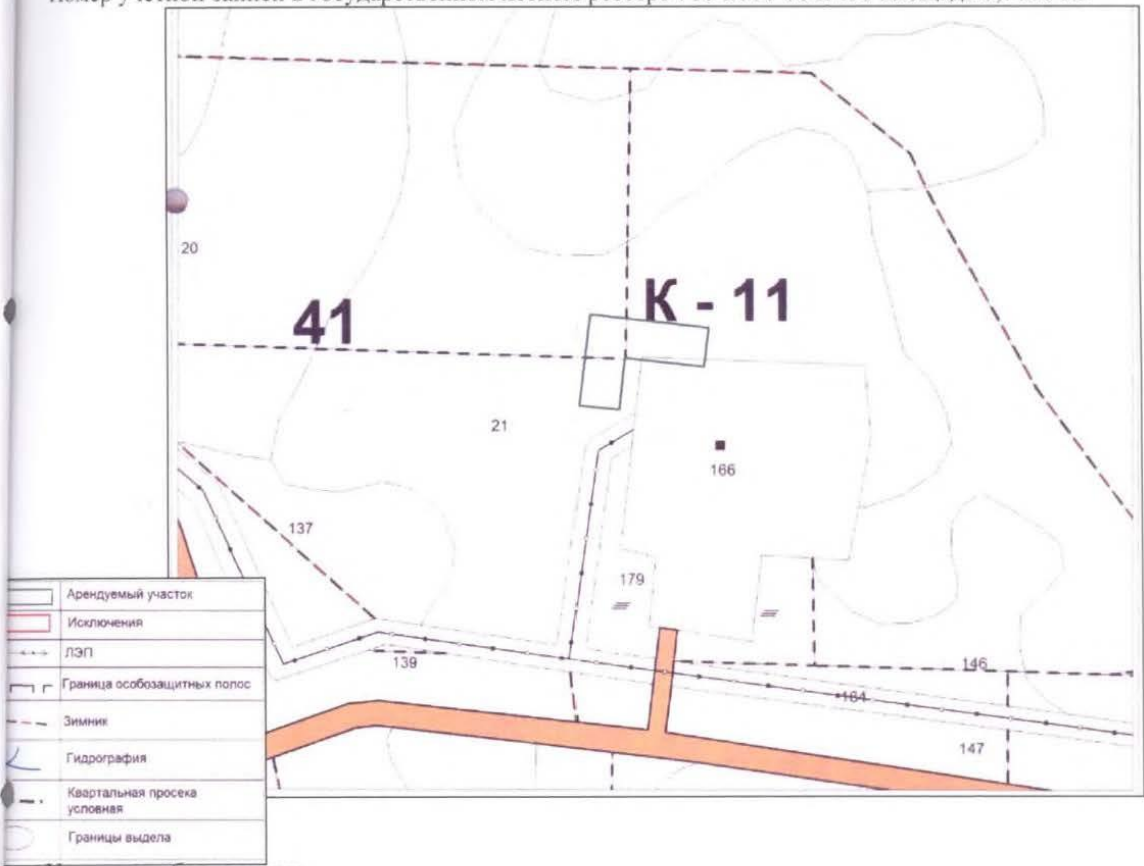 20
41
К - 11
21
166
137
179
139
146
184
147
Арендуемый участок
Исключения
ЛЭП
Граница особозащитных полос
Зимник
Гидрография
Квартальная просека
условная
Границы выдела